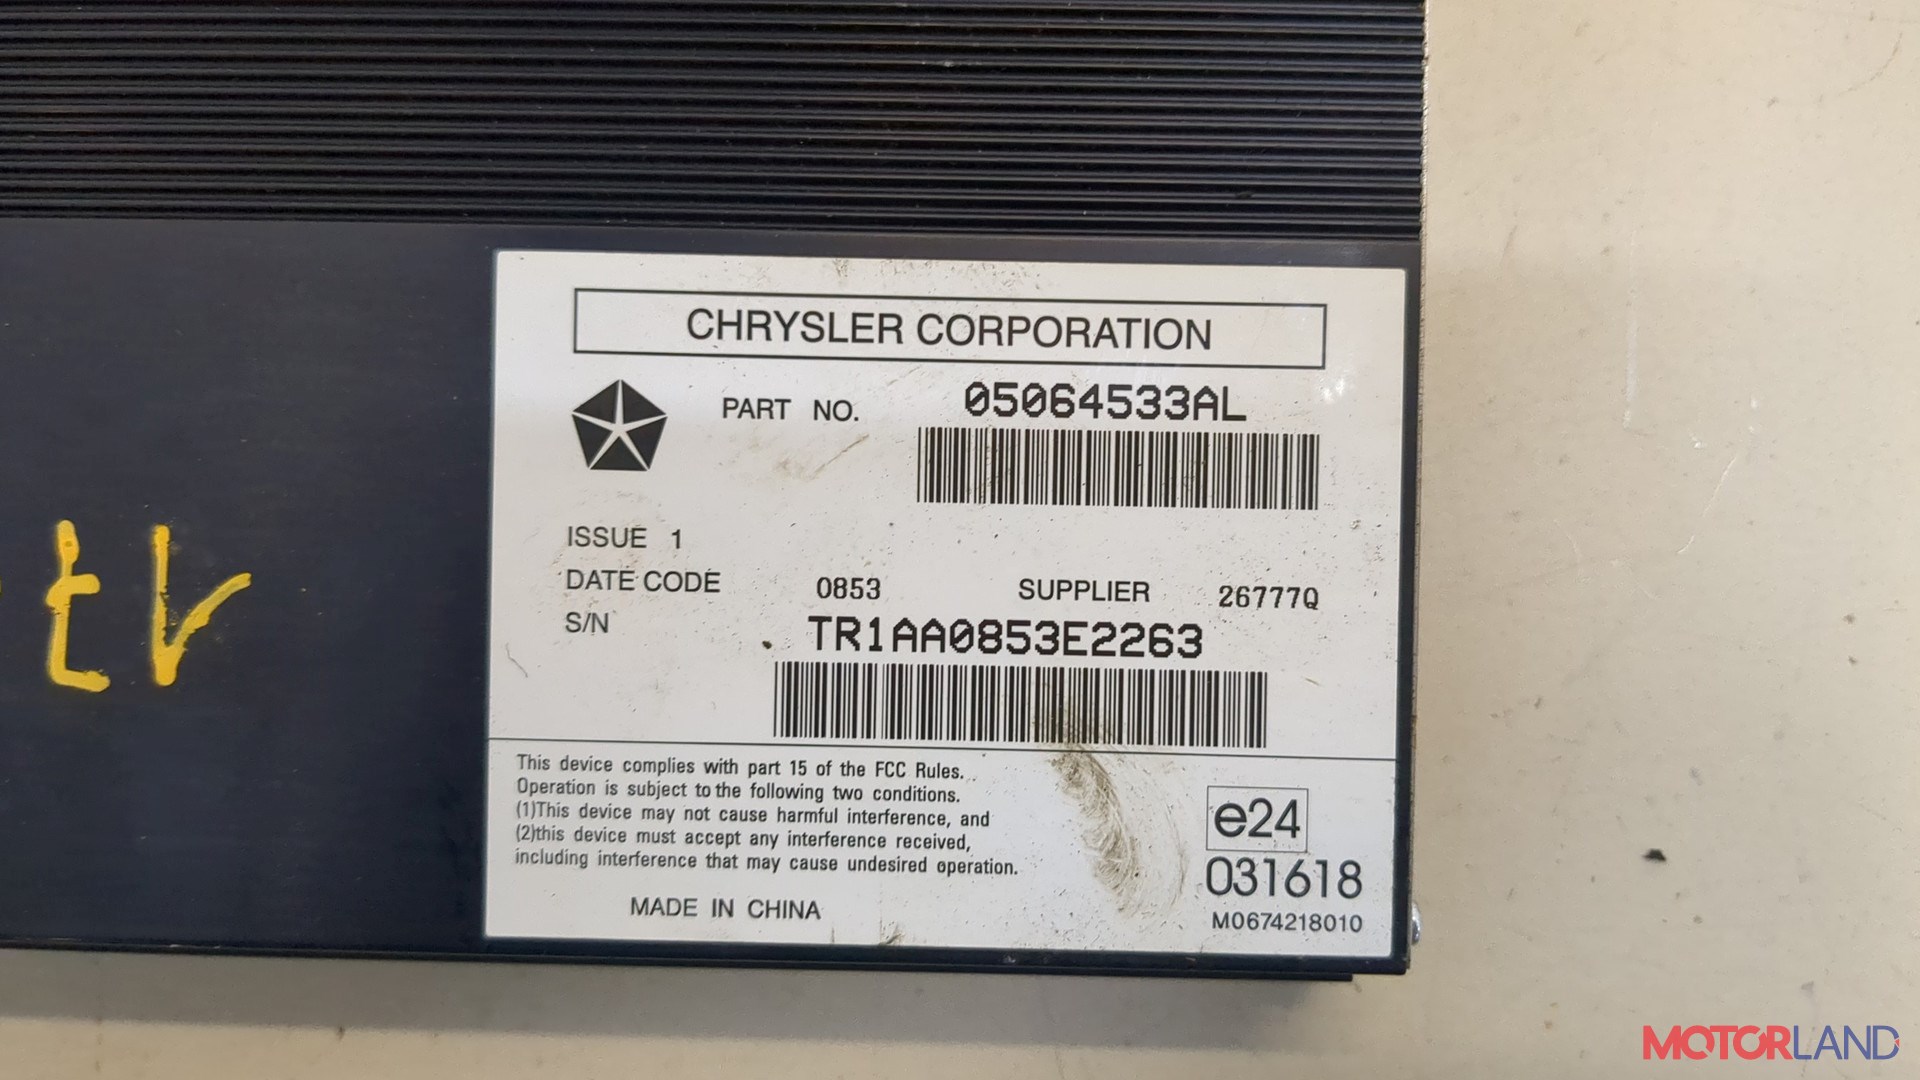 CHRYSLER CORPORATION
PART NO. 05064533AL
ISSUE 1
DATE CODE 0853 SUPPLIER 26777Q
S/N TR1AA0853E2263
This device complies with part 15 of the FCC Rules.
Operation is subject to the following two conditions.
(1)This device may not cause harmful interference, and
(2)this device must accept any interference received,
including interference that may cause undesired operation.
e24
031618
MADE IN CHINA
M0674218010
MOTORLAND